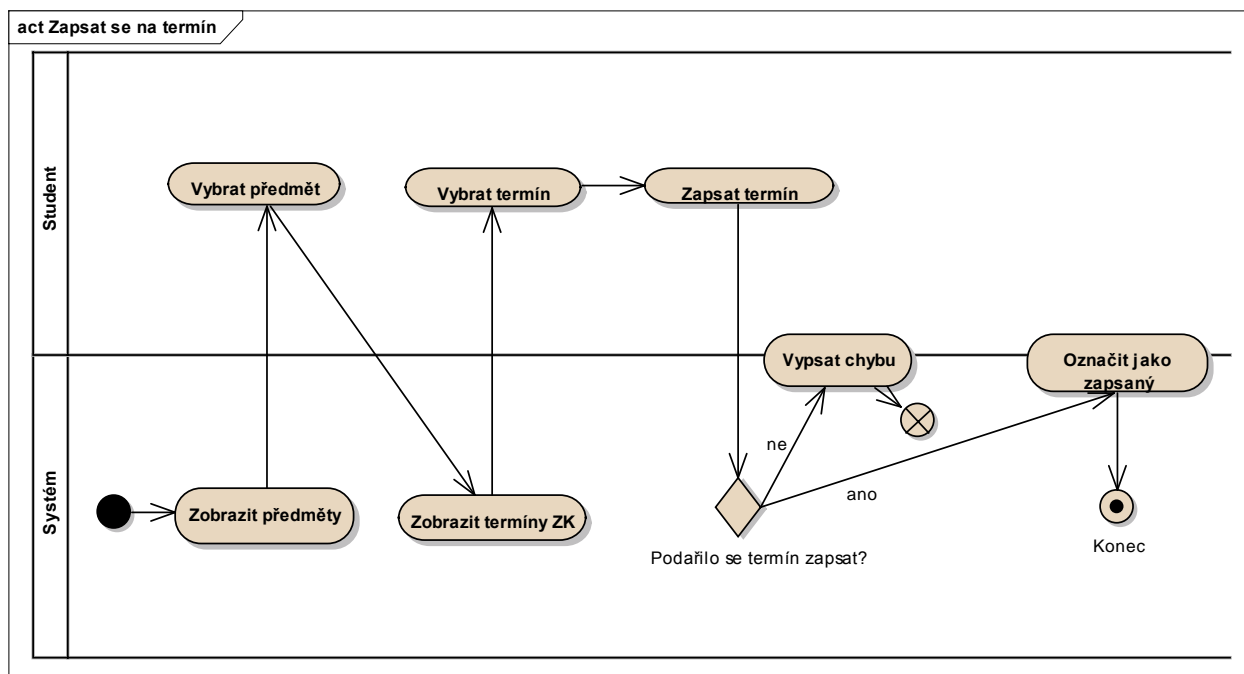 act Zapsat se na termín
Student
Vybrat předmět
Vybrat termín
Zapsat termín
Vypsat chybu
Označit jako
zapsaný
Systém
ne
ano
Zobrazit předměty
Zobrazit termíny ZK
Podařilo se termín zapsat?
Konec